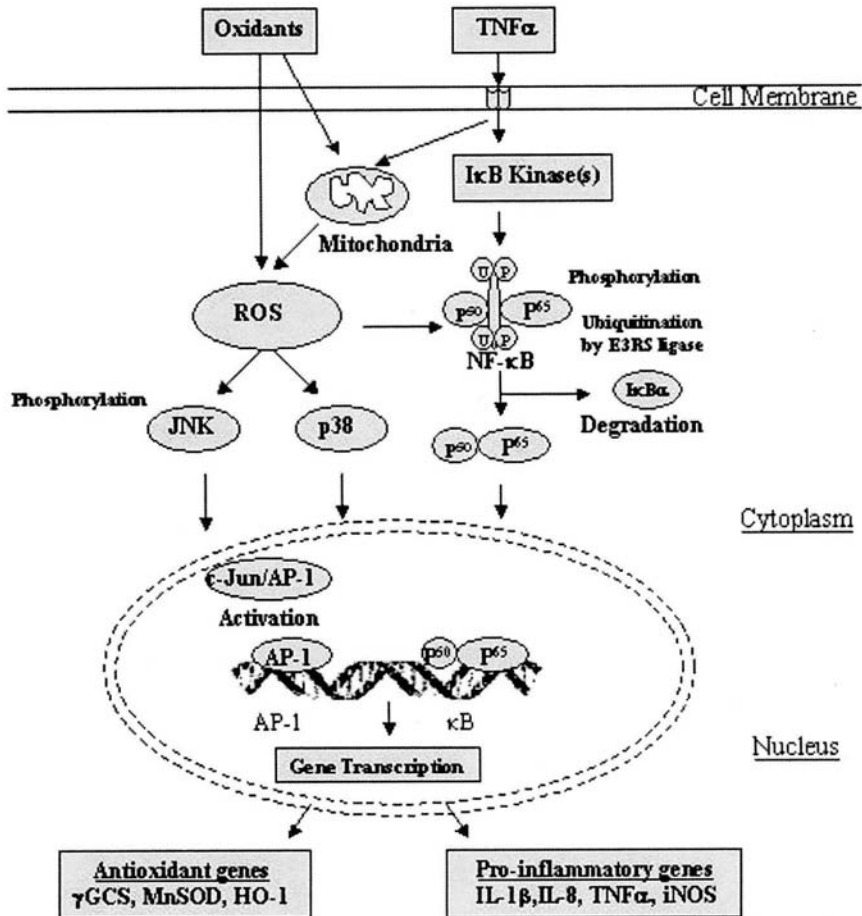 Oxidants
TNFα
Cell Membrane
IκB Kinase(s)
Mitochondria
U P
Phosphorylation
ROS
p50 P65
Ubiquitination
by E3RS ligase
U P
NF-κB
Phosphorylation
IκBα
JNK
p38
Degradation
p50 P65
Cytoplasm
c-Jun/AP-1
Activation
AP-1
p50 P65
AP-1
κB
Nucleus
Gene Transcription
Antioxidant genes
γGCS, MnSOD, HO-1
Pro-inflammatory genes
IL-1β,IL-8, TNFα, iNOS